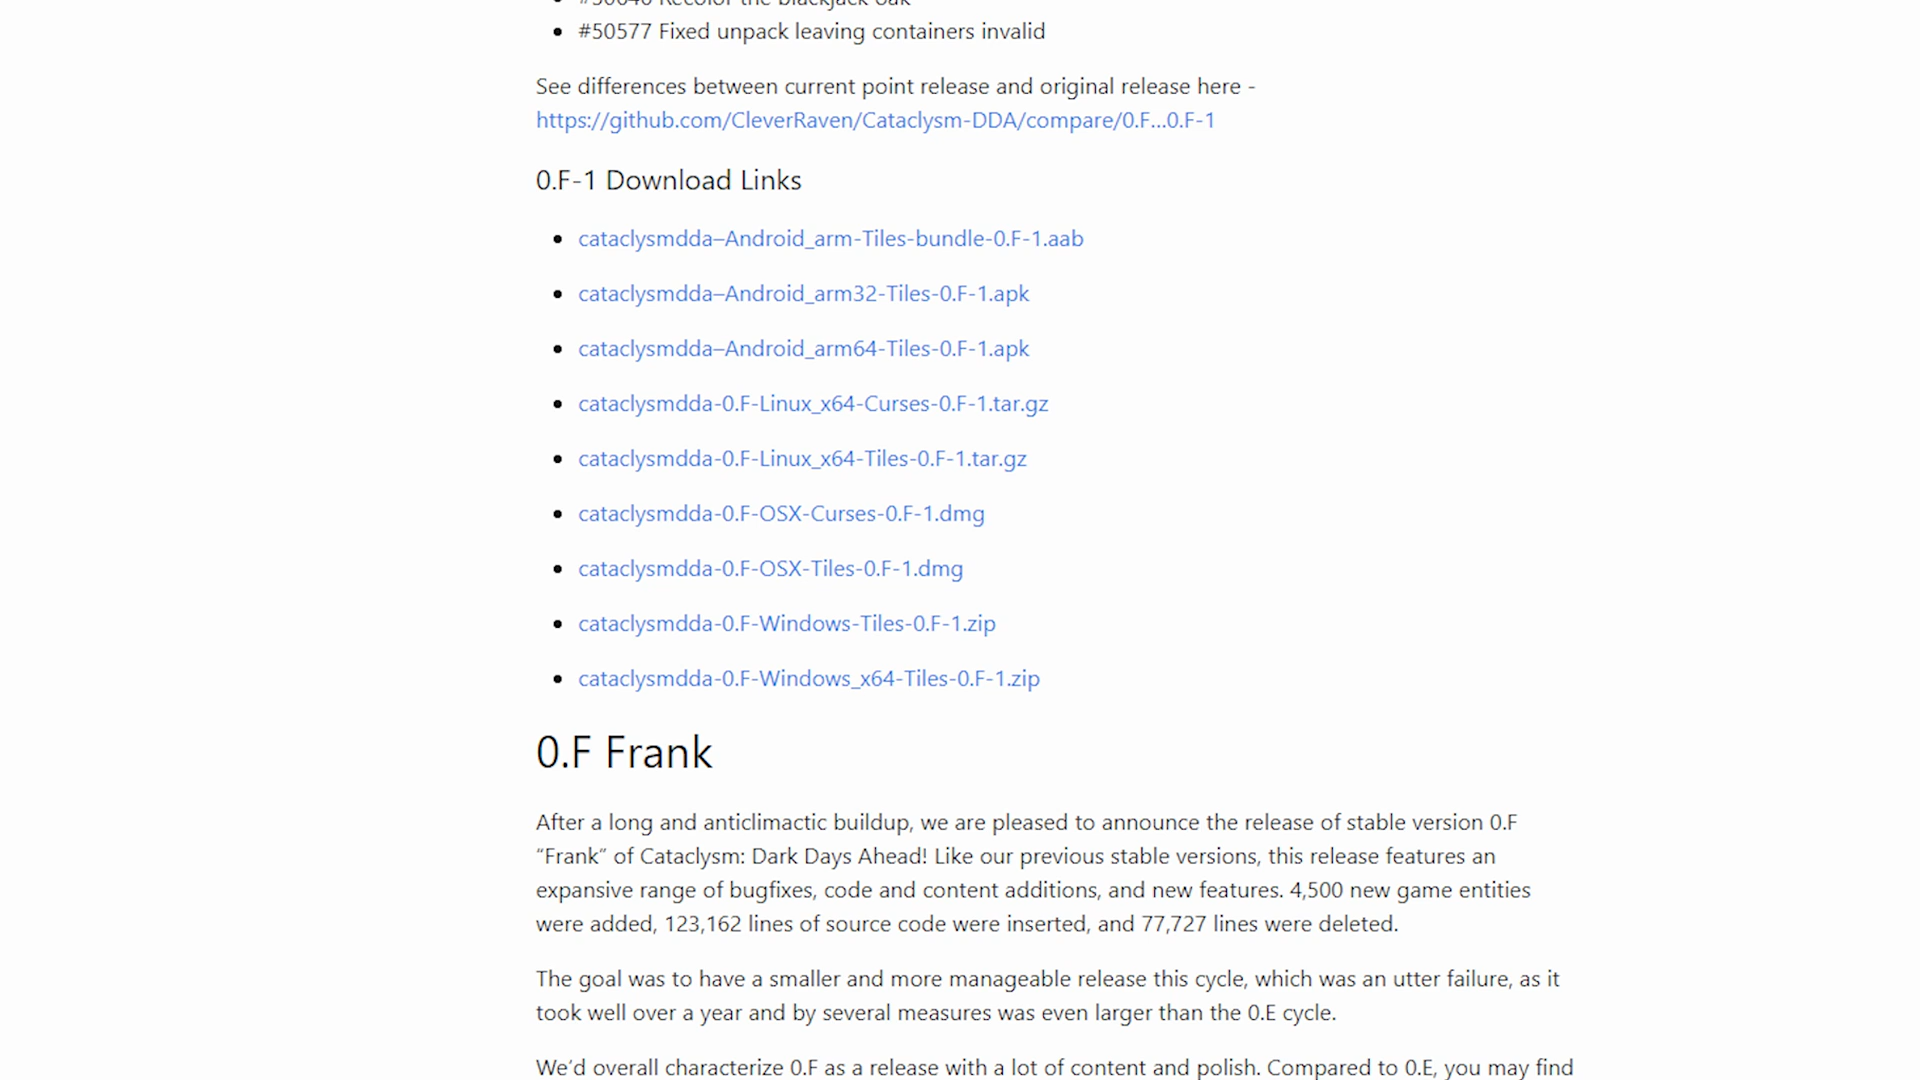 #50640 Recolor the blackjack oak
#50577 Fixed unpack leaving containers invalid
See differences between current point release and original release here -
https://github.com/CleverRaven/Cataclysm-DDA/compare/0.F…0.F-1
0.F-1 Download Links
cataclysmdda–Android_arm-Tiles-bundle-0.F-1.aab
cataclysmdda–Android_arm32-Tiles-0.F-1.apk
cataclysmdda–Android_arm64-Tiles-0.F-1.apk
cataclysmdda-0.F-Linux_x64-Curses-0.F-1.tar.gz
cataclysmdda-0.F-Linux_x64-Tiles-0.F-1.tar.gz
cataclysmdda-0.F-OSX-Curses-0.F-1.dmg
cataclysmdda-0.F-OSX-Tiles-0.F-1.dmg
cataclysmdda-0.F-Windows-Tiles-0.F-1.zip
cataclysmdda-0.F-Windows_x64-Tiles-0.F-1.zip
0.F Frank
After a long and anticlimactic buildup, we are pleased to announce the release of stable version 0.F
“Frank” of Cataclysm: Dark Days Ahead! Like our previous stable versions, this release features an
expansive range of bugfixes, code and content additions, and new features. 4,500 new game entities
were added, 123,162 lines of source code were inserted, and 77,727 lines were deleted.
The goal was to have a smaller and more manageable release this cycle, which was an utter failure, as it
took well over a year and by several measures was even larger than the 0.E cycle.
We’d overall characterize 0.F as a release with a lot of content and polish. Compared to 0.E, you may find